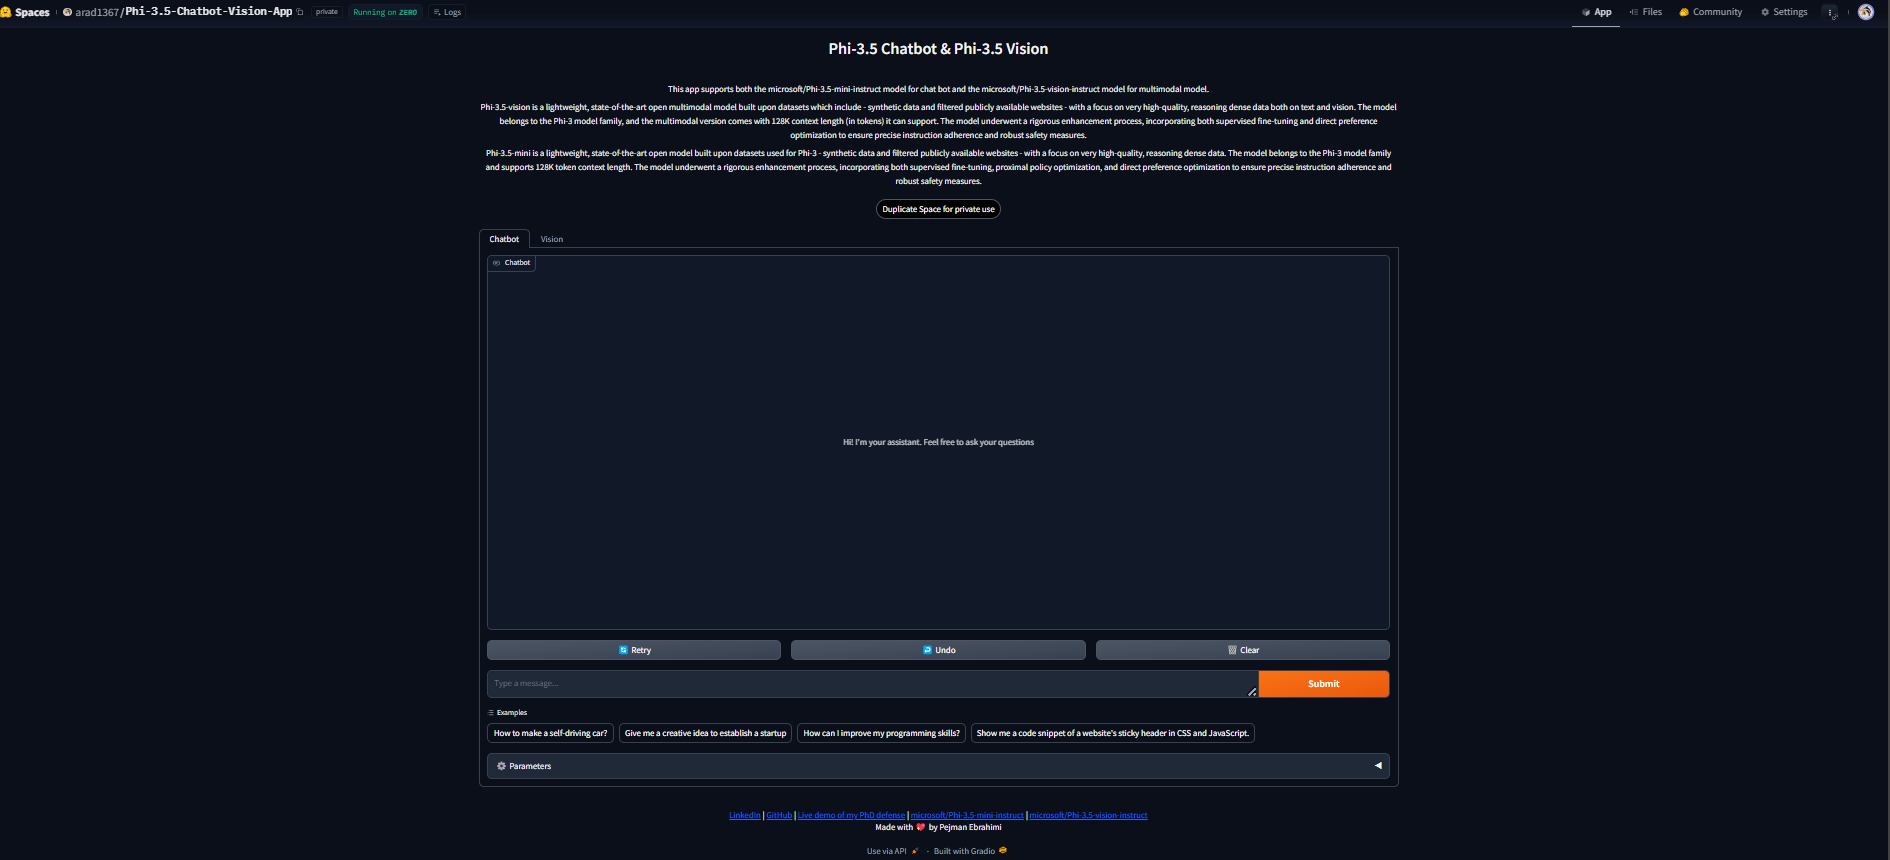 Spaces arad1367/Phi-3.5-Chatbot-Vision-App private Running on ZERO Logs App Files Community Settings
Phi-3.5 Chatbot & Phi-3.5 Vision
This app supports both the microsoft/Phi-3.5-mini-instruct model for chat bot and the microsoft/Phi-3.5-vision-instruct model for multimodal model.
Phi-3.5-vision is a lightweight, state-of-the-art open multimodal model built upon datasets which include - synthetic data and filtered publicly available websites - with a focus on very high-quality, reasoning dense data both on text and vision. The model
belongs to the Phi-3 model family, and the multimodal version comes with 128K context length (in tokens) it can support. The model underwent a rigorous enhancement process, incorporating both supervised fine-tuning and direct preference
optimization to ensure precise instruction adherence and robust safety measures.
Phi-3.5-mini is a lightweight, state-of-the-art open model built upon datasets used for Phi-3 - synthetic data and filtered publicly available websites - with a focus on very high-quality, reasoning dense data. The model belongs to the Phi-3 model family
and supports 128K token context length. The model underwent a rigorous enhancement process, incorporating both supervised fine-tuning, proximal policy optimization, and direct preference optimization to ensure precise instruction adherence and
robust safety measures.
Duplicate Space for private use
Chatbot Vision
Chatbot
Hi! I'm your assistant. Feel free to ask your questions
Retry Undo Clear
Type a message... Submit
Examples
How to make a self-driving car? Give me a creative idea to establish a startup How can I improve my programming skills? Show me a code snippet of a website's sticky header in CSS and JavaScript.
Parameters
LinkedIn | GitHub | Live demo of my PhD defense | microsoft/Phi-3.5-mini-instruct | microsoft/Phi-3.5-vision-instruct
Made with 💖 by Pejman Ebrahimi
Use via API · Built with Gradio